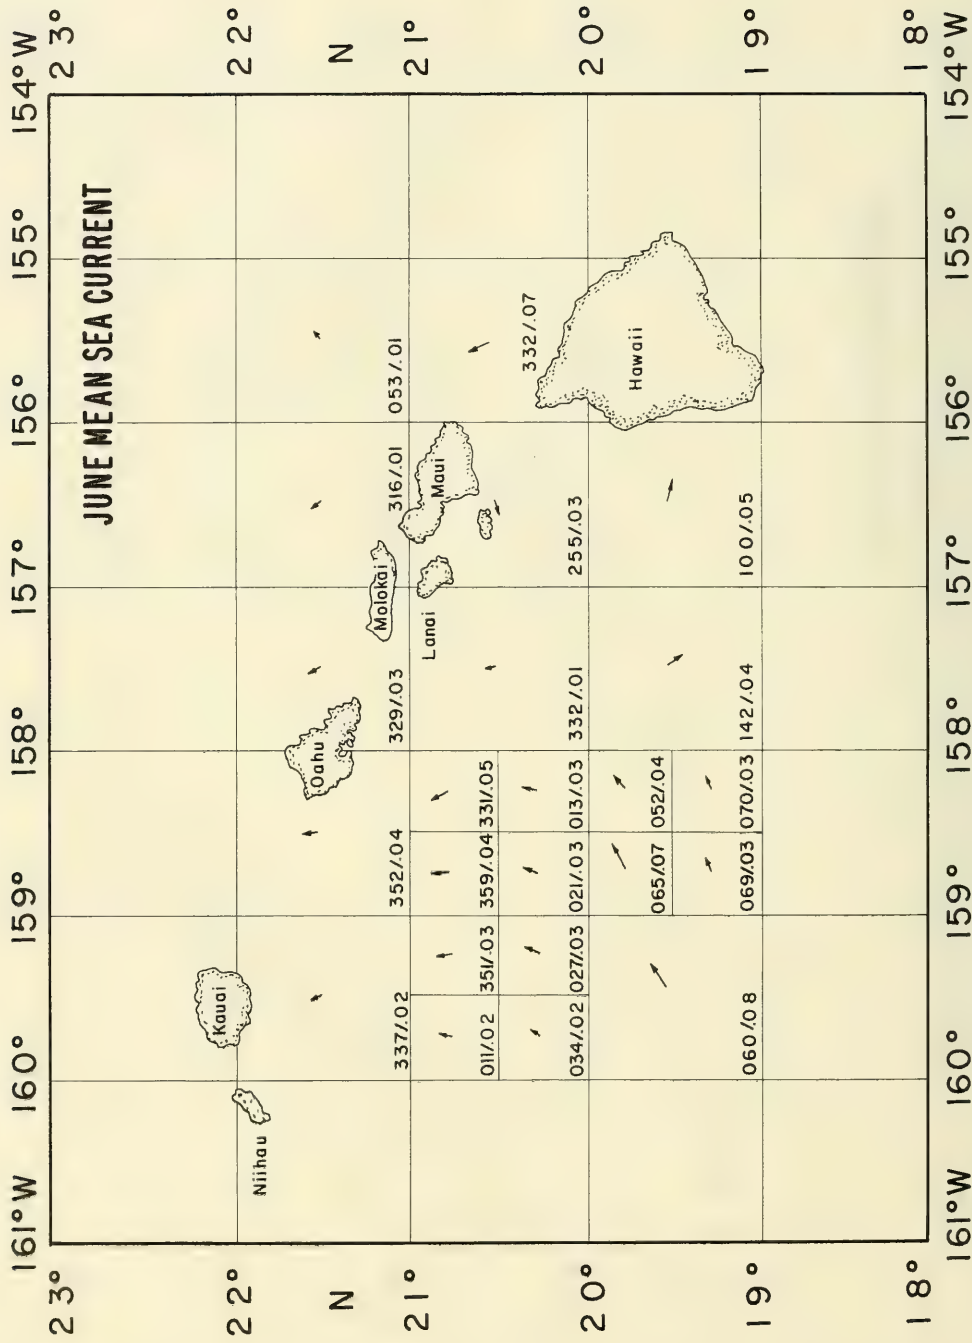 JUNE MEAN SEA CURRENT
161°W 160° 159° 158° 157° 156° 155° 154°W
23° 23°
22° 22°
N N
21° 21°
20° 20°
19° 19°
18° 18°
161°W 160° 159° 158° 157° 156° 155° 154°W
Niihau
Kauai
Oahu
Molokai
Lanai
Maui
Hawaii
337/.02 352/.04 329/.03 316/.01 053/.01
011/.02 351/.03 359/.04 331/.05
034/.02 027/.03 021/.03 013/.03 332/.01 255/.03 332/.07
065/.07 052/.04
060/.08 069/.03 070/.03 142/.04 100/.05